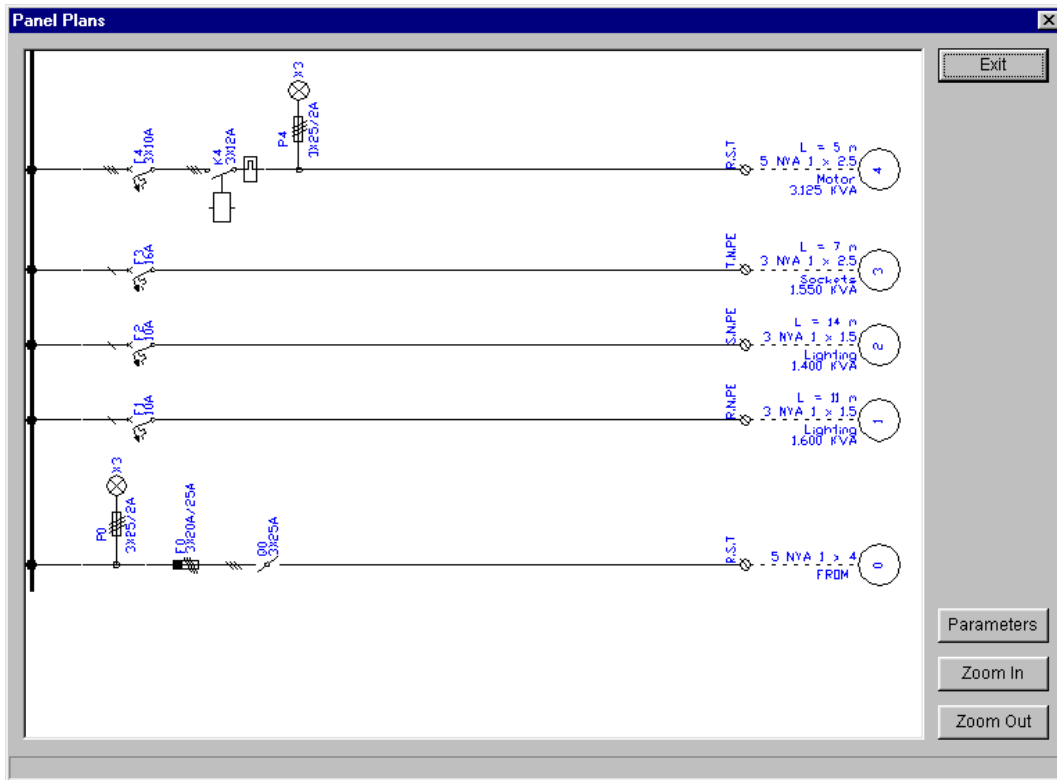 Panel Plans
Exit
x3
P4
3X25/2A
F4
3X10A
K4
3X12A
R.S.T
L = 5 m
5 NYA 1 x 2.5
Motor
3.125 KVA
4
F3
16A
T.N.PE
L = 7 m
3 NYA 1 x 2.5
Sockets
1.550 KVA
3
F2
10A
S.N.PE
L = 14 m
3 NYA 1 x 1.5
Lighting
1.400 KVA
2
F1
10A
R.N.PE
L = 11 m
3 NYA 1 x 1.5
Lighting
1.600 KVA
1
x3
P0
3X25/2A
F0
3X20A/25A
Q0
3X25A
R.S.T
5 NYA 1 x 4
FROM
0
Parameters
Zoom In
Zoom Out